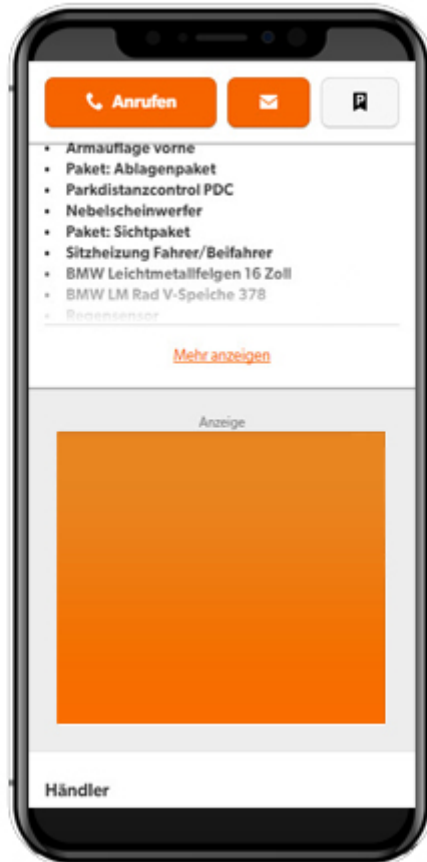 Anrufen
P
Armauflage vorne
Paket: Ablagenpaket
Parkdistanzcontrol PDC
Nebelscheinwerfer
Paket: Sichtpaket
Sitzheizung Fahrer/Beifahrer
BMW Leichtmetallfelgen 16 Zoll
BMW LM Rad V-Speiche 378
Regensensor
Mehr anzeigen
Anzeige
Händler